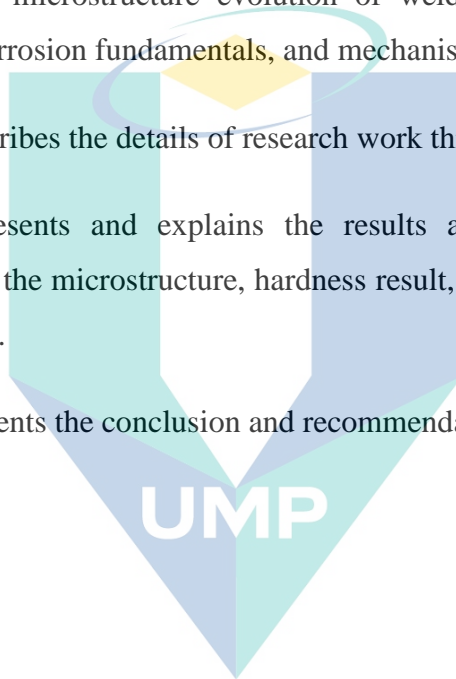 microstructure evolution of weld
rrosion fundamentals, and mechanis
ribes the details of research work th
esents and explains the results a
the microstructure, hardness result,
.
ents the conclusion and recommenda
UMP